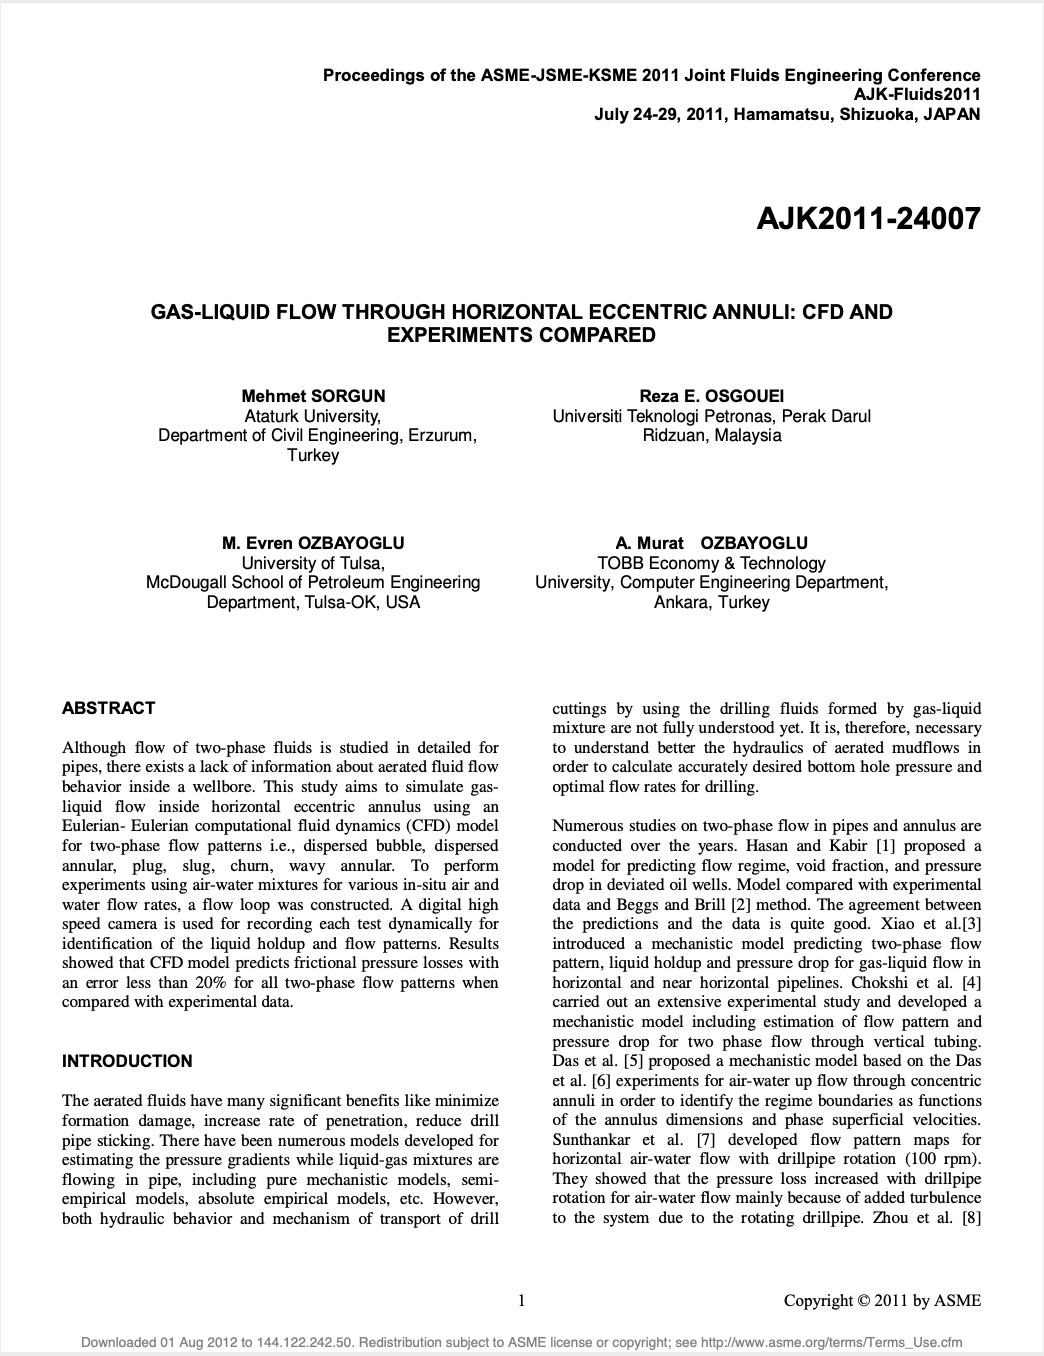 Proceedings of the ASME-JSME-KSME 2011 Joint Fluids Engineering Conference
AJK-Fluids2011
July 24-29, 2011, Hamamatsu, Shizuoka, JAPAN
AJK2011-24007
GAS-LIQUID FLOW THROUGH HORIZONTAL ECCENTRIC ANNULI: CFD AND
EXPERIMENTS COMPARED
Mehmet SORGUN
Ataturk University,
Department of Civil Engineering, Erzurum,
Turkey
Reza E. OSGOUEI
Universiti Teknologi Petronas, Perak Darul
Ridzuan, Malaysia
M. Evren OZBAYOGLU
University of Tulsa,
McDougall School of Petroleum Engineering
Department, Tulsa-OK, USA
A. Murat OZBAYOGLU
TOBB Economy & Technology
University, Computer Engineering Department,
Ankara, Turkey
ABSTRACT
Although flow of two-phase fluids is studied in detailed for
pipes, there exists a lack of information about aerated fluid flow
behavior inside a wellbore. This study aims to simulate gas-
liquid flow inside horizontal eccentric annulus using an
Eulerian- Eulerian computational fluid dynamics (CFD) model
for two-phase flow patterns i.e., dispersed bubble, dispersed
annular, plug, slug, churn, wavy annular. To perform
experiments using air-water mixtures for various in-situ air and
water flow rates, a flow loop was constructed. A digital high
speed camera is used for recording each test dynamically for
identification of the liquid holdup and flow patterns. Results
showed that CFD model predicts frictional pressure losses with
an error less than 20% for all two-phase flow patterns when
compared with experimental data.
INTRODUCTION
The aerated fluids have many significant benefits like minimize
formation damage, increase rate of penetration, reduce drill
pipe sticking. There have been numerous models developed for
estimating the pressure gradients while liquid-gas mixtures are
flowing in pipe, including pure mechanistic models, semi-
empirical models, absolute empirical models, etc. However,
both hydraulic behavior and mechanism of transport of drill
cuttings by using the drilling fluids formed by gas-liquid
mixture are not fully understood yet. It is, therefore, necessary
to understand better the hydraulics of aerated mudflows in
order to calculate accurately desired bottom hole pressure and
optimal flow rates for drilling.
Numerous studies on two-phase flow in pipes and annulus are
conducted over the years. Hasan and Kabir [1] proposed a
model for predicting flow regime, void fraction, and pressure
drop in deviated oil wells. Model compared with experimental
data and Beggs and Brill [2] method. The agreement between
the predictions and the data is quite good. Xiao et al.[3]
introduced a mechanistic model predicting two-phase flow
pattern, liquid holdup and pressure drop for gas-liquid flow in
horizontal and near horizontal pipelines. Chokshi et al. [4]
carried out an extensive experimental study and developed a
mechanistic model including estimation of flow pattern and
pressure drop for two phase flow through vertical tubing.
Das et al. [5] proposed a mechanistic model based on the Das
et al. [6] experiments for air-water up flow through concentric
annuli in order to identify the regime boundaries as functions
of the annulus dimensions and phase superficial velocities.
Sunthankar et al. [7] developed flow pattern maps for
horizontal air-water flow with drillpipe rotation (100 rpm).
They showed that the pressure loss increased with drillpipe
rotation for air-water flow mainly because of added turbulence
to the system due to the rotating drillpipe. Zhou et al. [8]
1
Copyright © 2011 by ASME
Downloaded 01 Aug 2012 to 144.122.242.50. Redistribution subject to ASME license or copyright; see http://www.asme.org/terms/Terms_Use.cfm